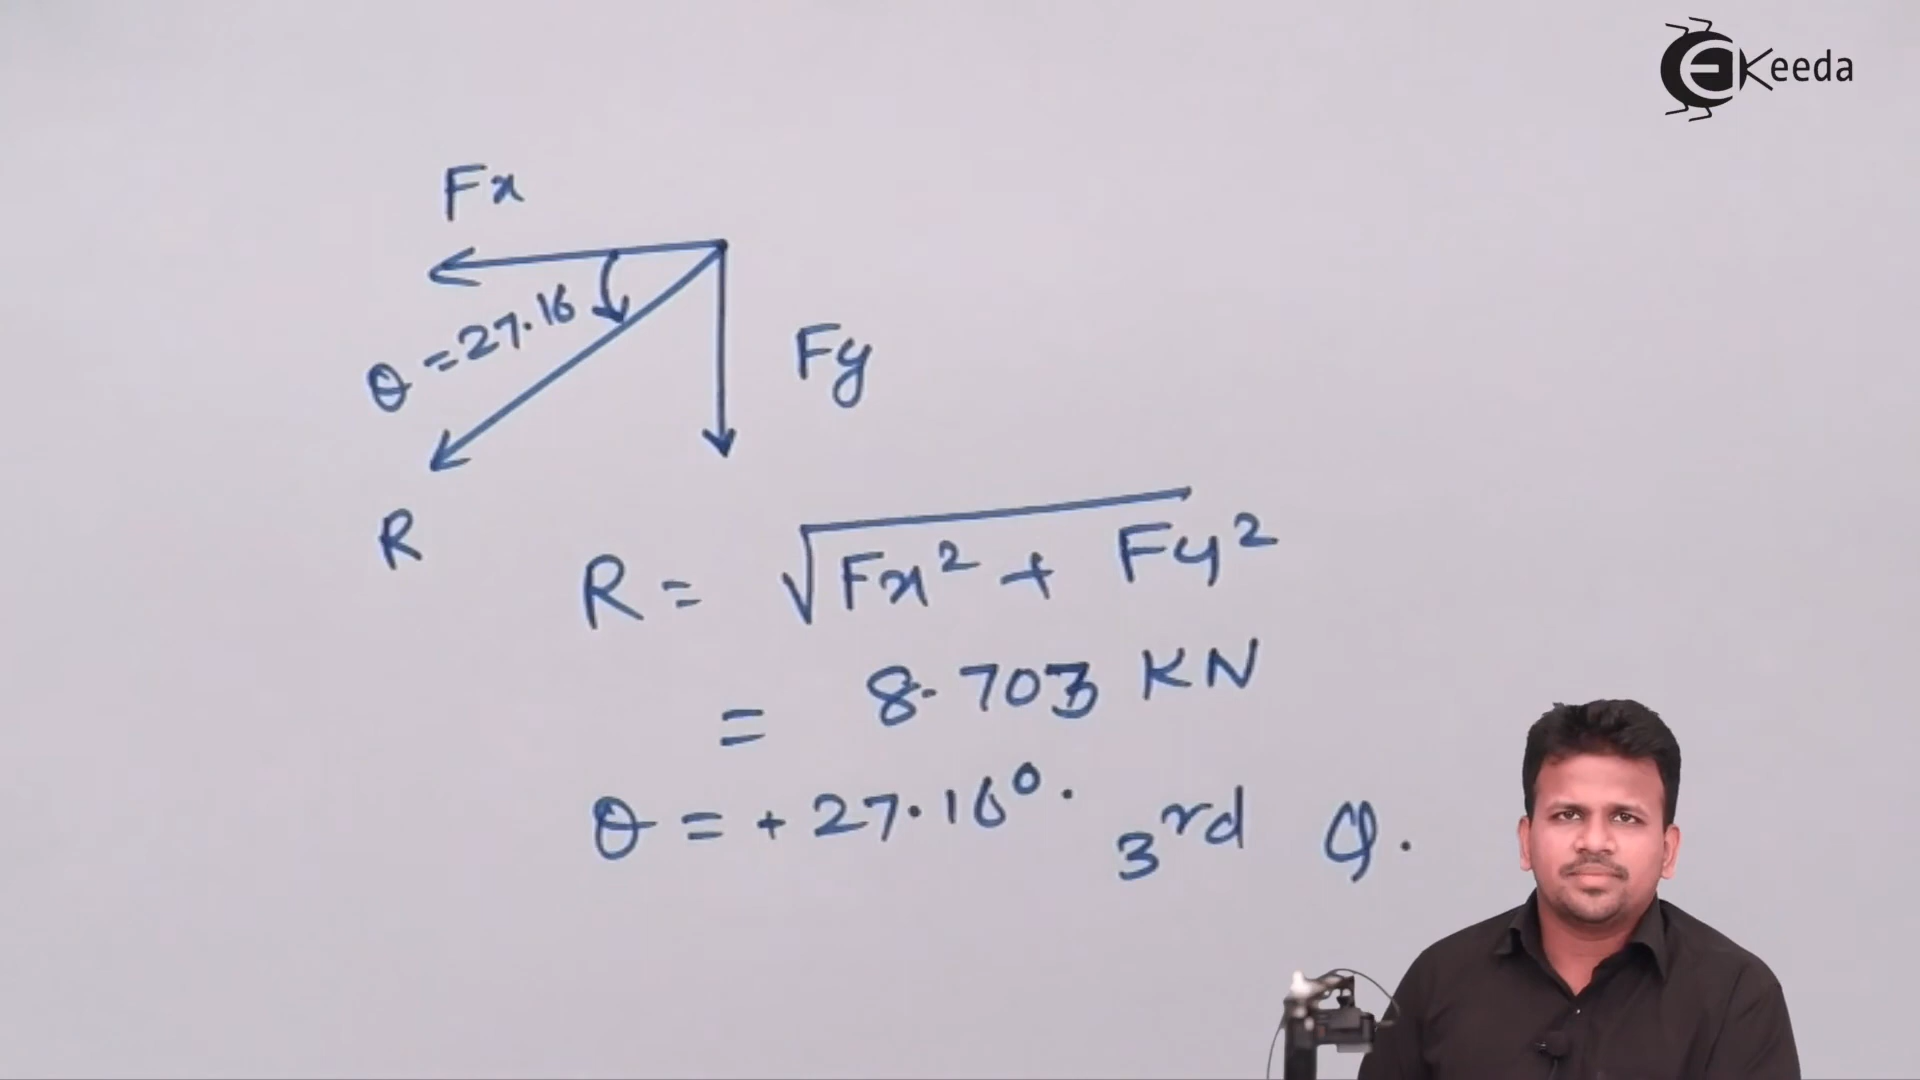 EKeeda
Fx
θ = 27.16
Fy
R
R = √Fx² + Fy²
= 8.703 KN
θ = + 27.16°. 3rd Q.